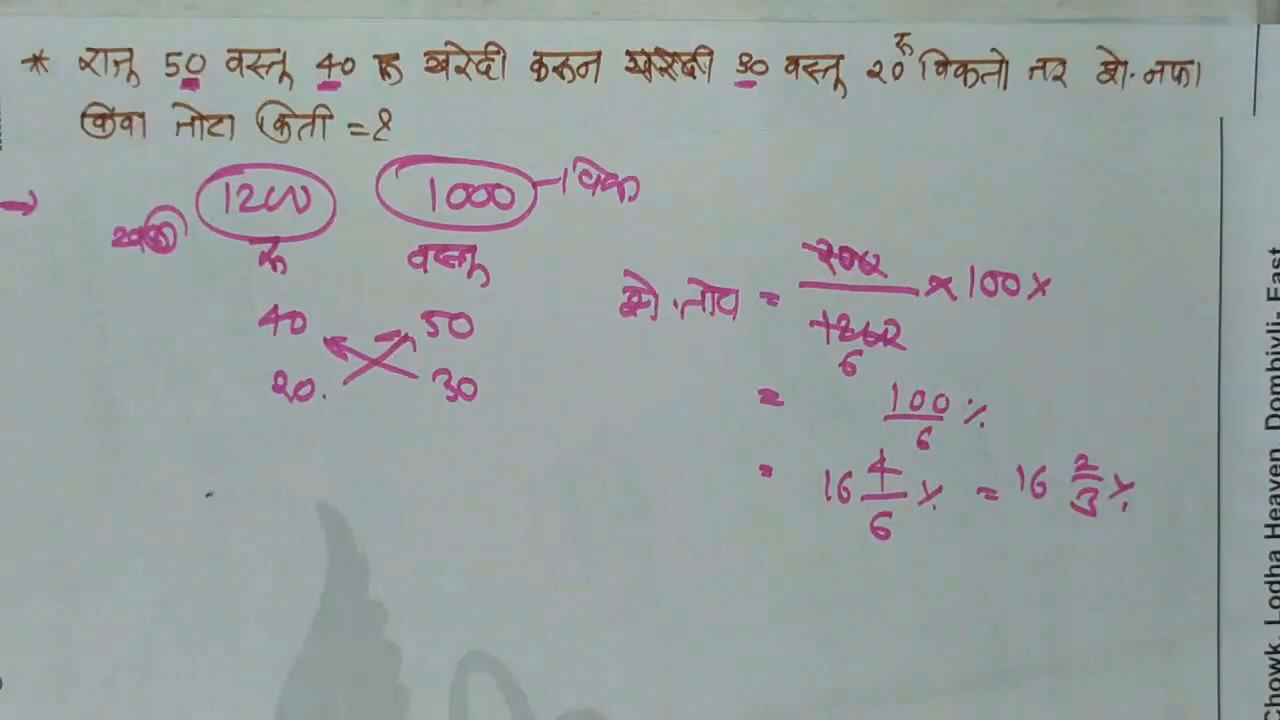 * राजू 50 वस्तू 40 रु खरेदी करून 30 वस्तू 20 रु विकतो तर शे. नफा
किंवा तोटा किती = ?
→ 1200 1000 - विक्री
खरेदी रु वस्तू
40 50
20. 30
शे. तोटा = 200/1200 × 100 %
6
= 100/6 %
= 16 4/6 % = 16 2/3 %
Chowk, Lodha Heaven, Dombivli- East